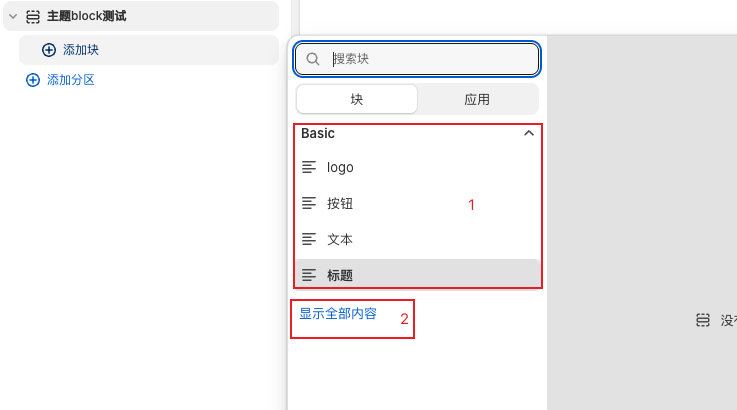 主题block测试
添加块
添加分区
搜索块
块
应用
Basic
logo
按钮
1
文本
标题
显示全部内容
2
没